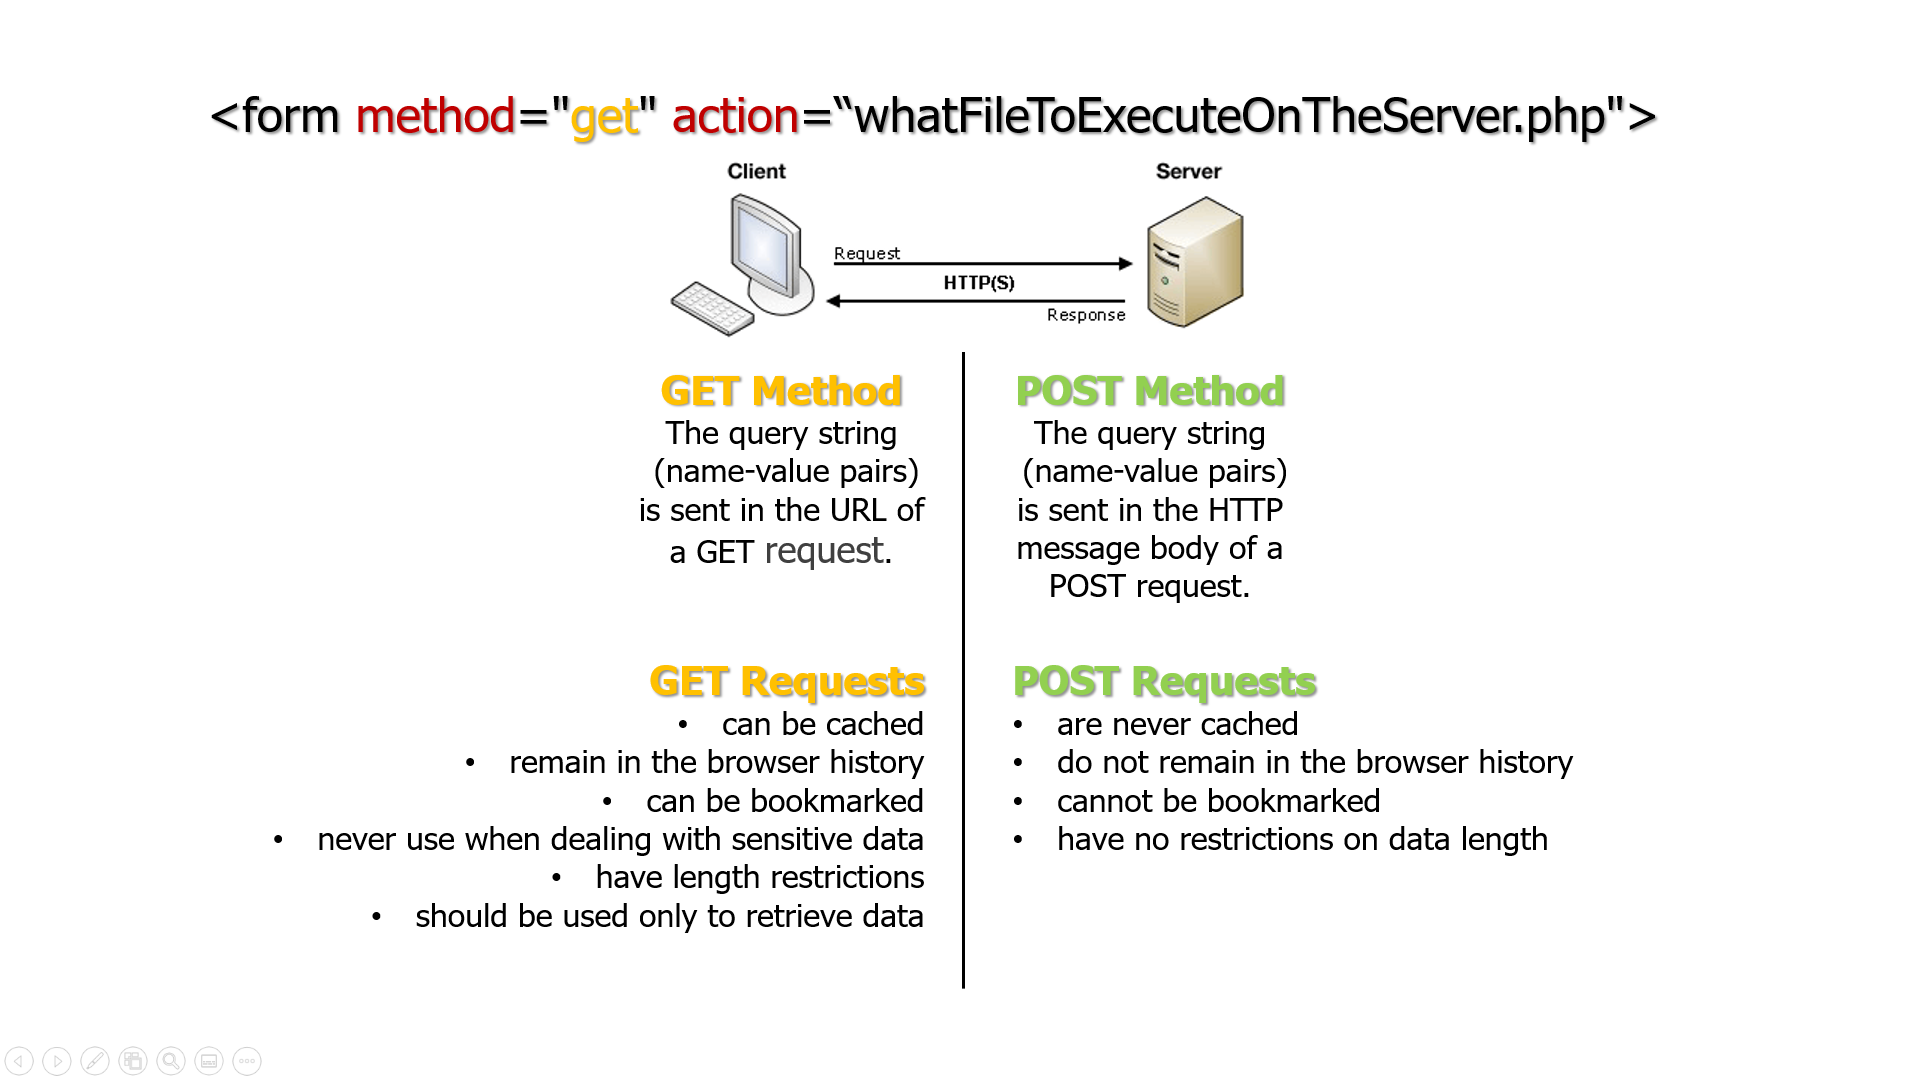 <form method="get" action=“whatFileToExecuteOnTheServer.php">
Client
Server
Request
HTTP(S)
Response
GET Method
The query string
(name-value pairs)
is sent in the URL of
a GET request.
POST Method
The query string
(name-value pairs)
is sent in the HTTP
message body of a
POST request.
GET Requests
• can be cached
• remain in the browser history
• can be bookmarked
• never use when dealing with sensitive data
• have length restrictions
• should be used only to retrieve data
POST Requests
• are never cached
• do not remain in the browser history
• cannot be bookmarked
• have no restrictions on data length